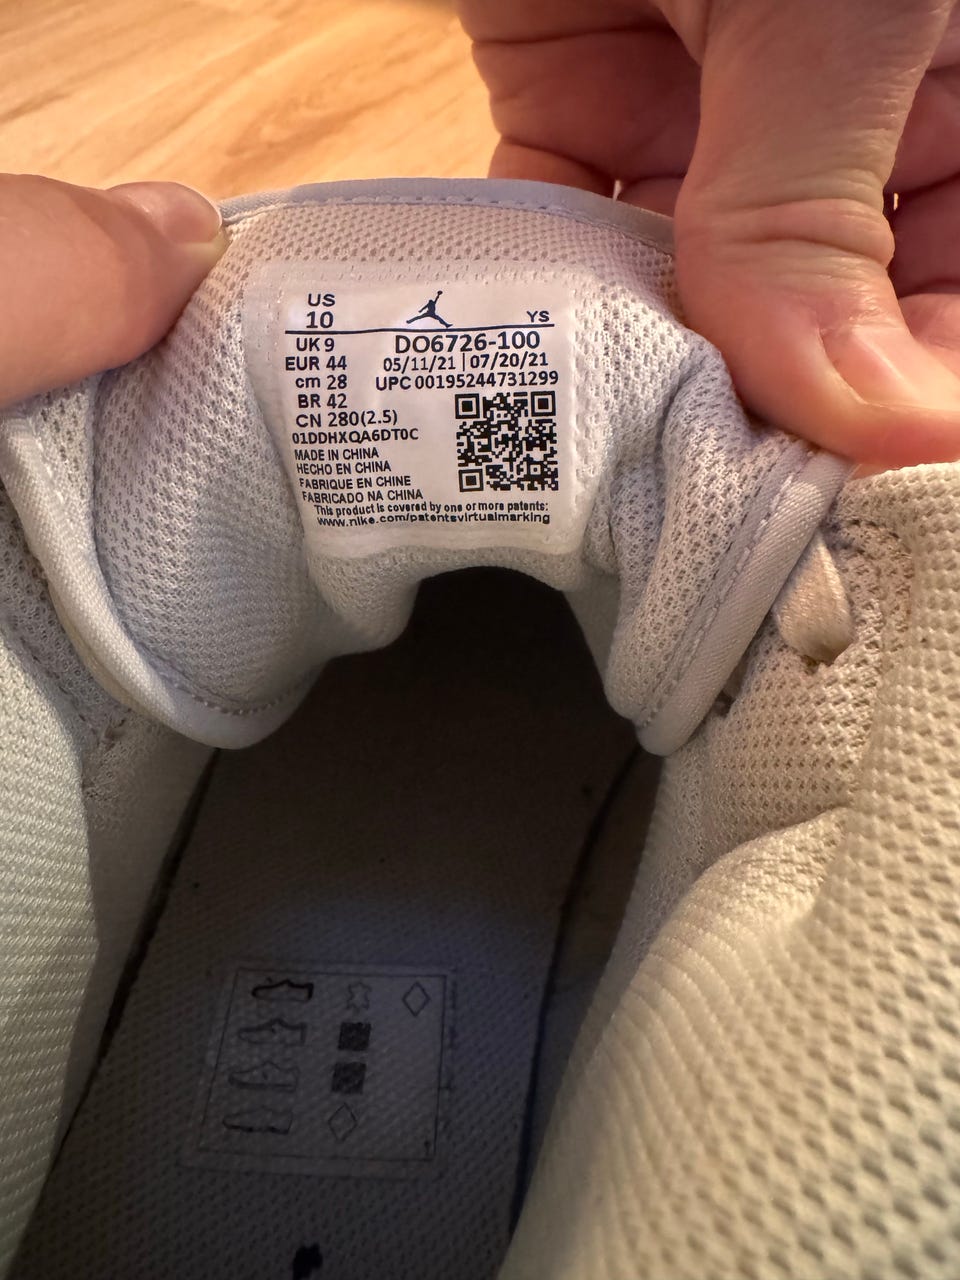 US
10
YS
UK 9
DO6726-100
EUR 44
05/11/21 | 07/20/21
cm 28
UPC 00195244731299
BR 42
CN 280(2.5)
01DDHXQA6DT0C
MADE IN CHINA
HECHO EN CHINA
FABRIQUE EN CHINE
FABRICADO NA CHINA
This product is covered by one or more patents:
www.nike.com/patentsvirtualmarking